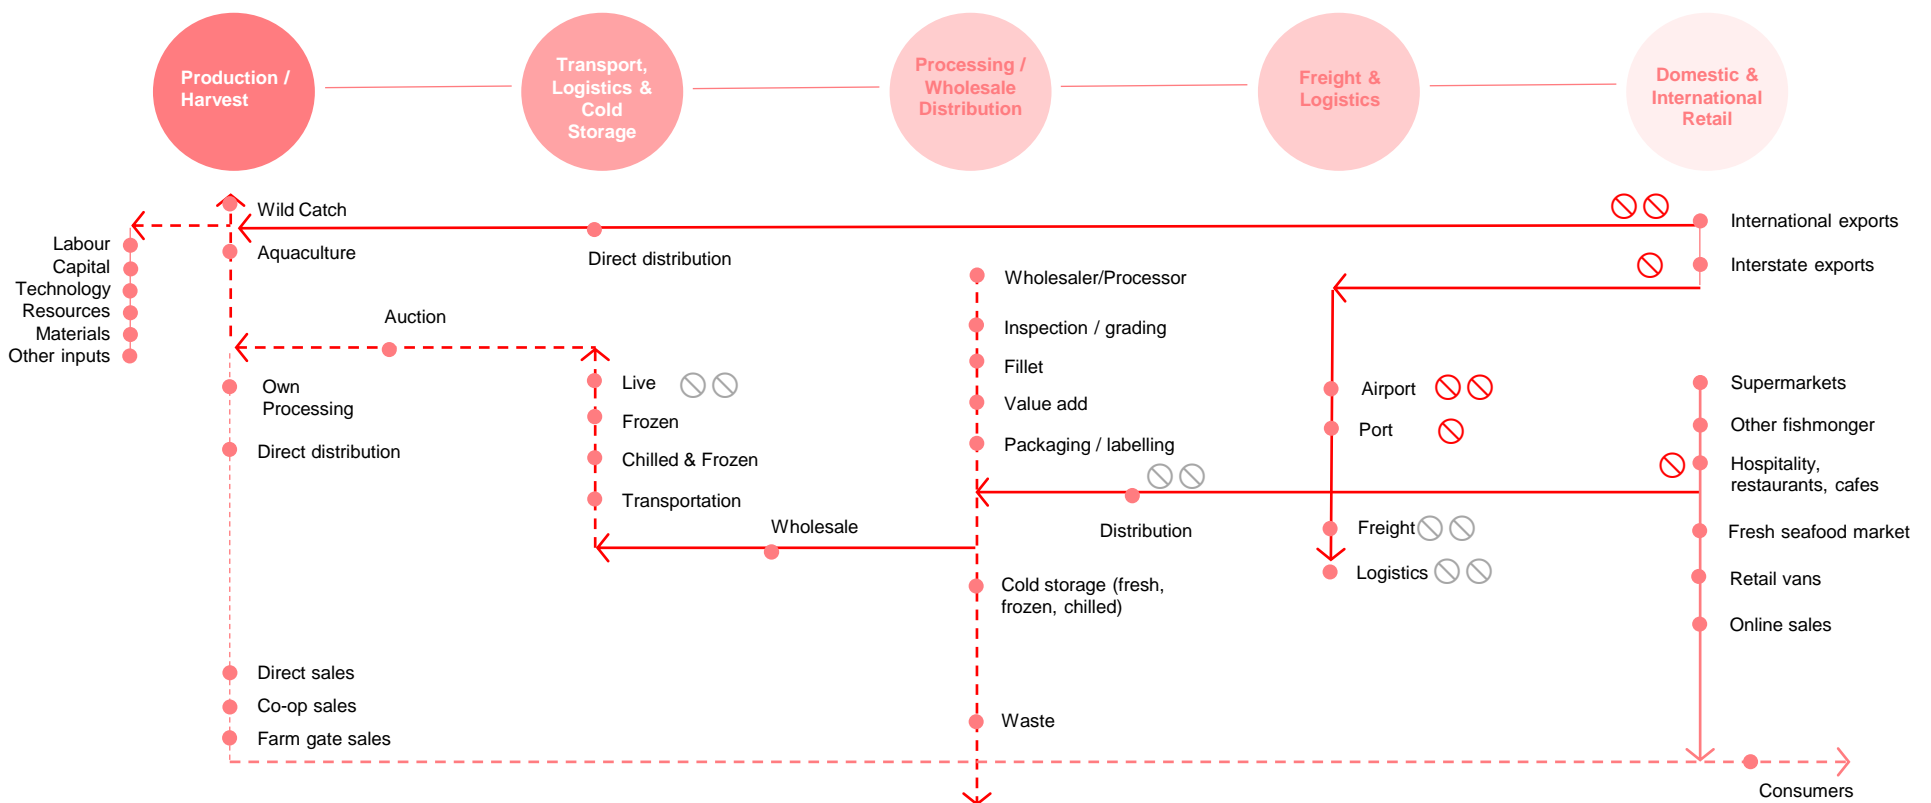 Production /
Harvest
Transport,
Logistics &
Cold
Storage
Processing /
Wholesale
Distribution
Freight &
Logistics
Domestic &
International
Retail
Labour
Capital
Technology
Resources
Materials
Other inputs
Wild Catch
Aquaculture
Own
Processing
Direct distribution
Direct sales
Co-op sales
Farm gate sales
Auction
Direct distribution
Live
Frozen
Chilled & Frozen
Transportation
Wholesale
Wholesaler/Processor
Inspection / grading
Fillet
Value add
Packaging / labelling
Cold storage (fresh,
frozen, chilled)
Waste
Distribution
Airport
Port
Freight
Logistics
International exports
Interstate exports
Supermarkets
Other fishmonger
Hospitality,
restaurants, cafes
Fresh seafood market
Retail vans
Online sales
Consumers